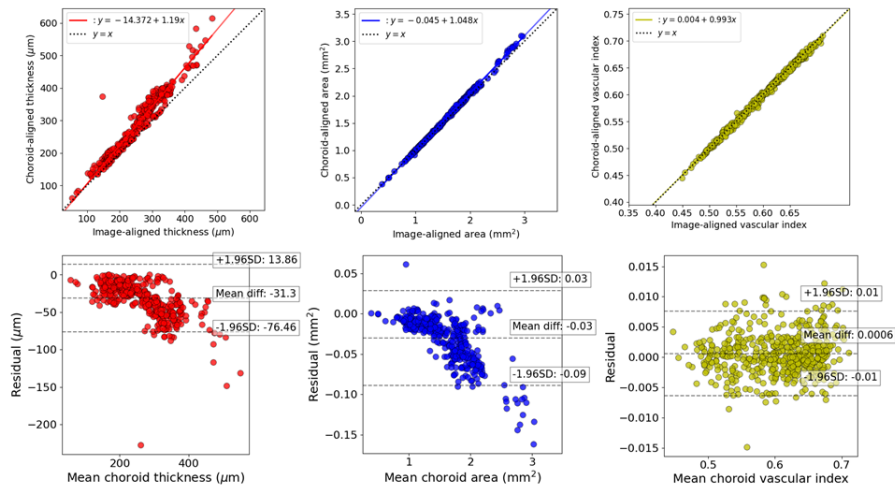 : y = −14.372 + 1.19x
y = x
600
500
400
300
200
100
Choroid-aligned thickness (μm)
100 200 300 400 500 600
Image-aligned thickness (μm)
: y = −0.045 + 1.048x
y = x
3.5
3.0
2.5
2.0
1.5
1.0
0.5
0.0
Choroid-aligned area (mm²)
0 1 2 3
Image-aligned area (mm²)
: y = 0.004 + 0.993x
y = x
0.75
0.70
0.65
0.60
0.55
0.50
0.45
0.40
Choroid-aligned vascular index
0.35 0.40 0.45 0.50 0.55 0.60 0.65
Image-aligned vascular index
+1.96SD: 13.86
Mean diff: -31.3
-1.96SD: -76.46
0
−50
−100
−150
−200
Residual (μm)
200 400
Mean choroid thickness (μm)
+1.96SD: 0.03
Mean diff: -0.03
-1.96SD: -0.09
0.05
0.00
−0.05
−0.10
−0.15
Residual (mm²)
1 2 3
Mean choroid area (mm²)
+1.96SD: 0.01
Mean diff: 0.0006
-1.96SD: -0.01
0.015
0.010
0.005
0.000
−0.005
−0.010
−0.015
Residual
0.5 0.6 0.7
Mean choroid vascular index